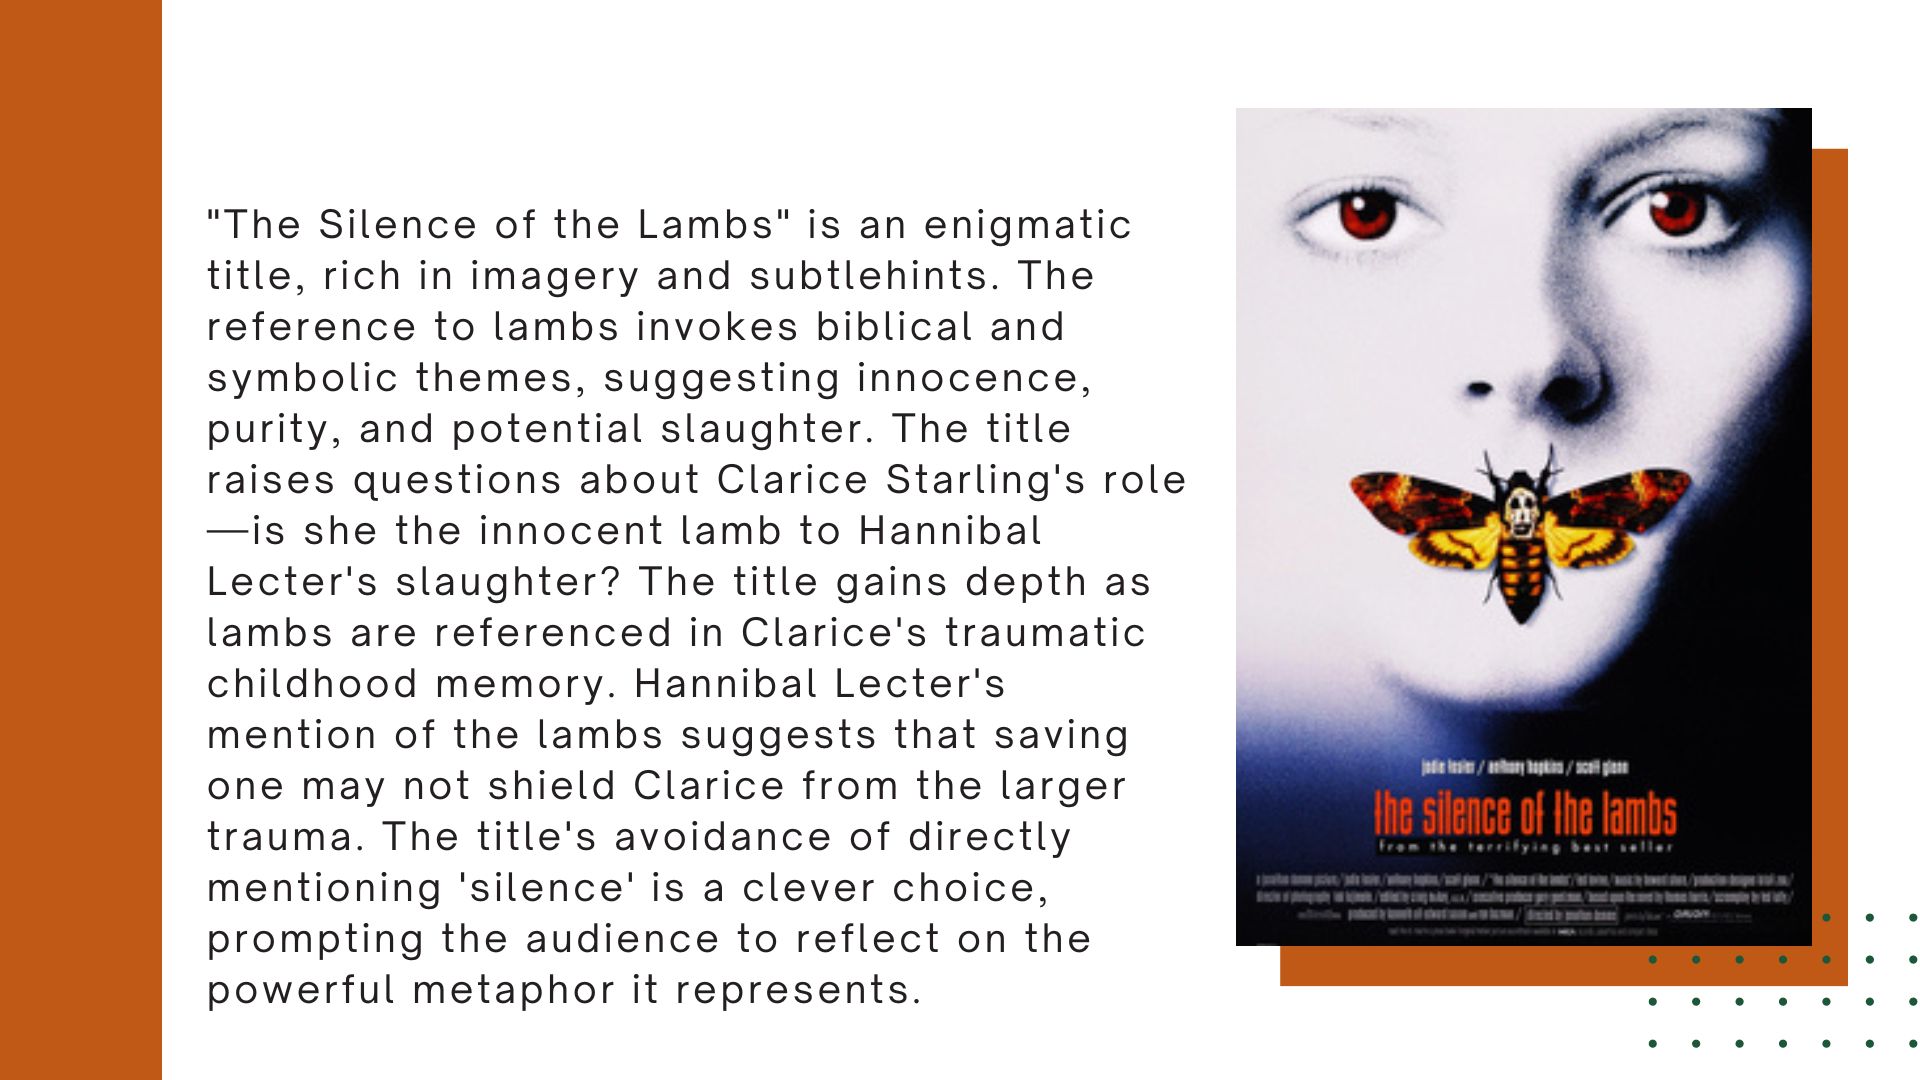 "The Silence of the Lambs" is an enigmatic
title, rich in imagery and subtlehints. The
reference to lambs invokes biblical and
symbolic themes, suggesting innocence,
purity, and potential slaughter. The title
raises questions about Clarice Starling's role
—is she the innocent lamb to Hannibal
Lecter's slaughter? The title gains depth as
lambs are referenced in Clarice's traumatic
childhood memory. Hannibal Lecter's
mention of the lambs suggests that saving
one may not shield Clarice from the larger
trauma. The title's avoidance of directly
mentioning 'silence' is a clever choice,
prompting the audience to reflect on the
powerful metaphor it represents.
jodie foster / anthony hopkins / scott glenn
the silence of the lambs
from the terrifying best seller